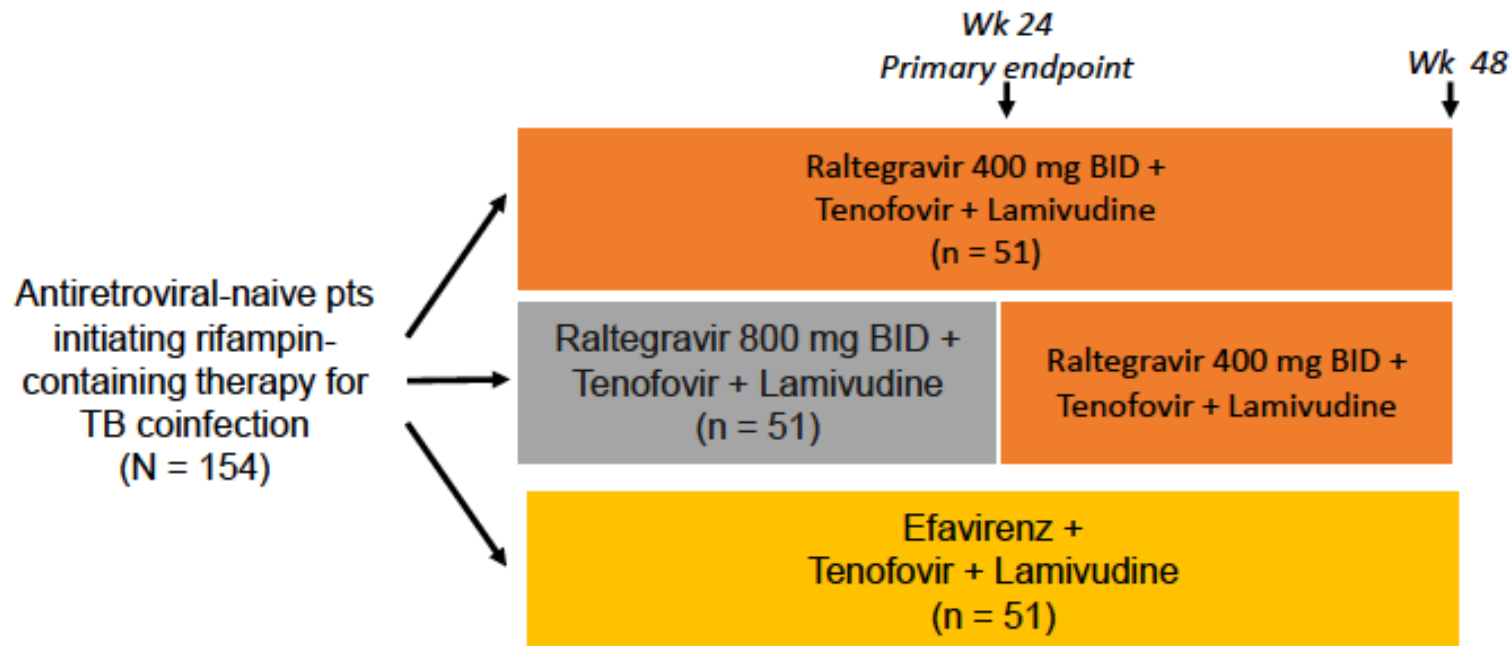 Wk 24
Primary endpoint
Wk 48
Raltegravir 400 mg BID +
Tenofovir + Lamivudine
(n = 51)
Antiretroviral-naive pts
initiating rifampin-
containing therapy for
TB coinfection
(N = 154)
Raltegravir 800 mg BID +
Tenofovir + Lamivudine
(n = 51)
Raltegravir 400 mg BID +
Tenofovir + Lamivudine
Efavirenz +
Tenofovir + Lamivudine
(n = 51)